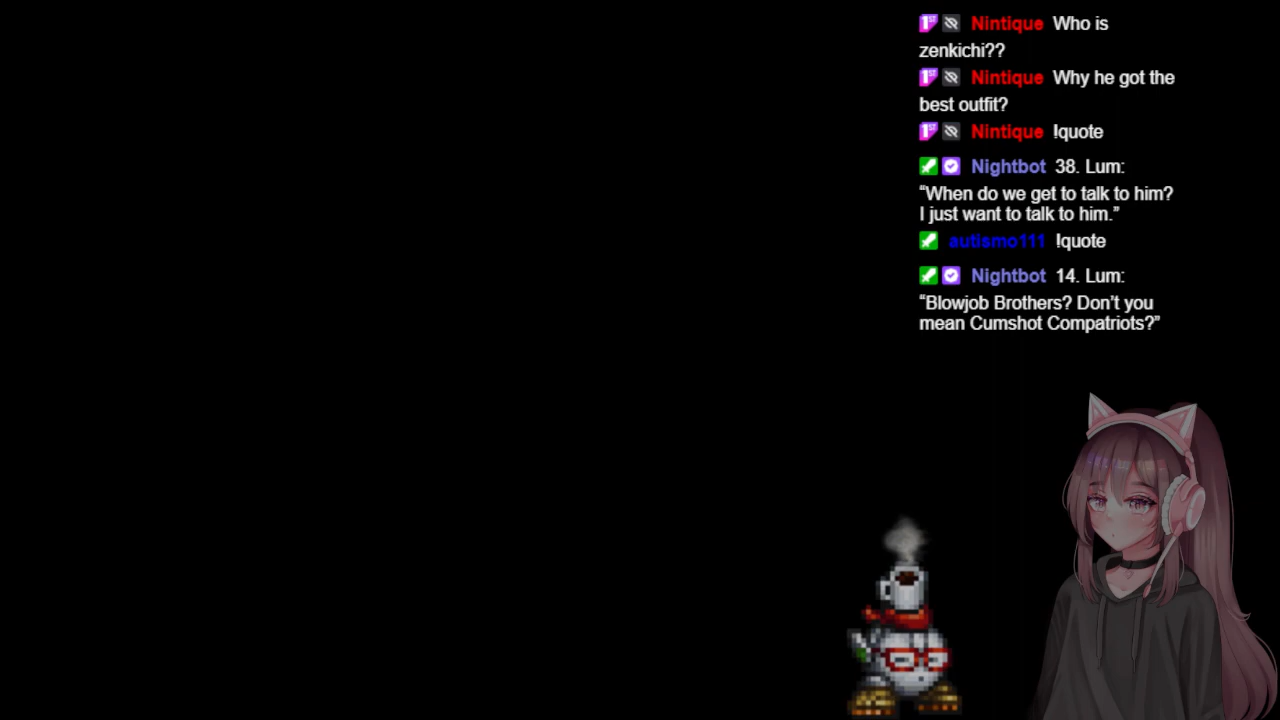 Nintique Who is
zenkichi??
Nintique Why he got the
best outfit?
Nintique !quote
Nightbot 38. Lum:
“When do we get to talk to him?
I just want to talk to him.”
autismo111 !quote
Nightbot 14. Lum:
“Blowjob Brothers? Don’t you
mean Cumshot Compatriots?”